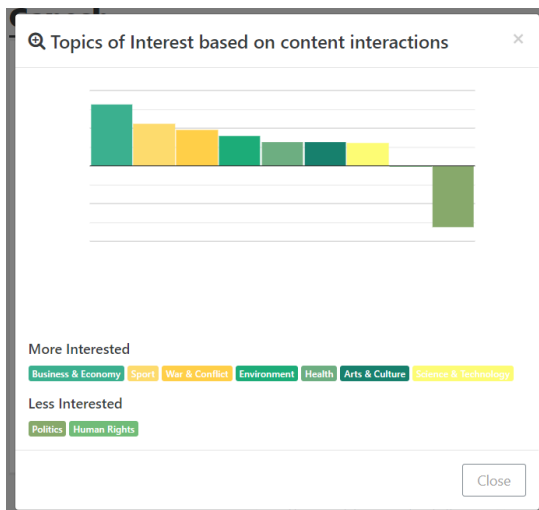 Topics of Interest based on content interactions ×
More Interested
Business & Economy Sport War & Conflict Environment Health Arts & Culture Science & Technology
Less Interested
Politics Human Rights
Close